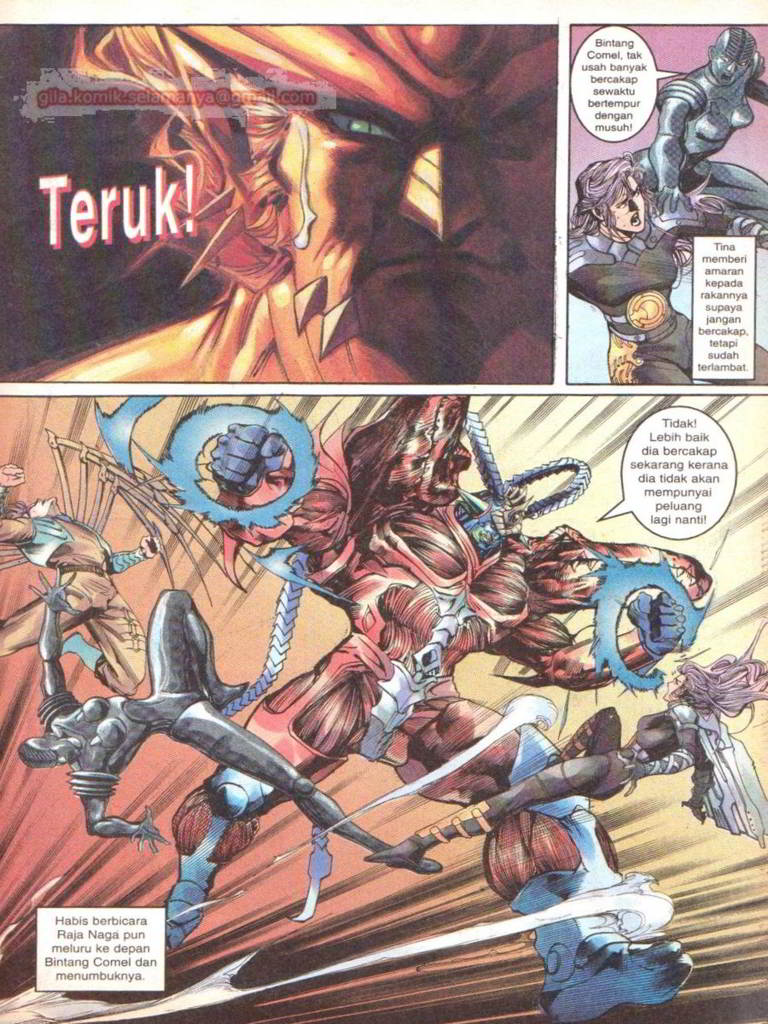 gila.komik.selamanya@gmail.com
Teruk!
Bintang
Comel, tak
usah banyak
bercakap
sewaktu
bertempur
dengan
musuh!
Tina
memberi
amaran
kepada
rakannya
supaya
jangan
bercakap,
tetapi
sudah
terlambat.
Tidak!
Lebih baik
dia bercakap
sekarang kerana
dia tidak akan
mempunyai
peluang
lagi nanti!
Habis berbicara
Raja Naga pun
meluru ke depan
Bintang Comel dan
menumbuknya.